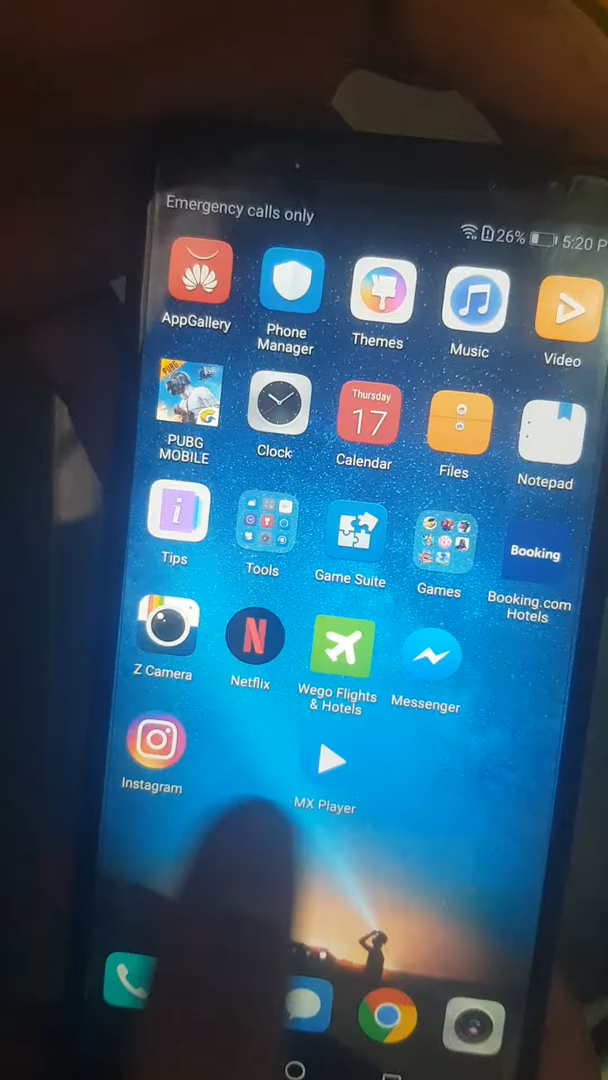 Emergency calls only
26% 5:20 P
AppGallery
Phone
Manager
Themes
Music
Video
PUBG
PUBG
MOBILE
Clock
Thursday
17
Calendar
Files
Notepad
Tips
Tools
Game Suite
Games
Booking
Booking.com
Hotels
Z Camera
N
Netflix
Wego Flights
& Hotels
Messenger
Instagram
MX Player